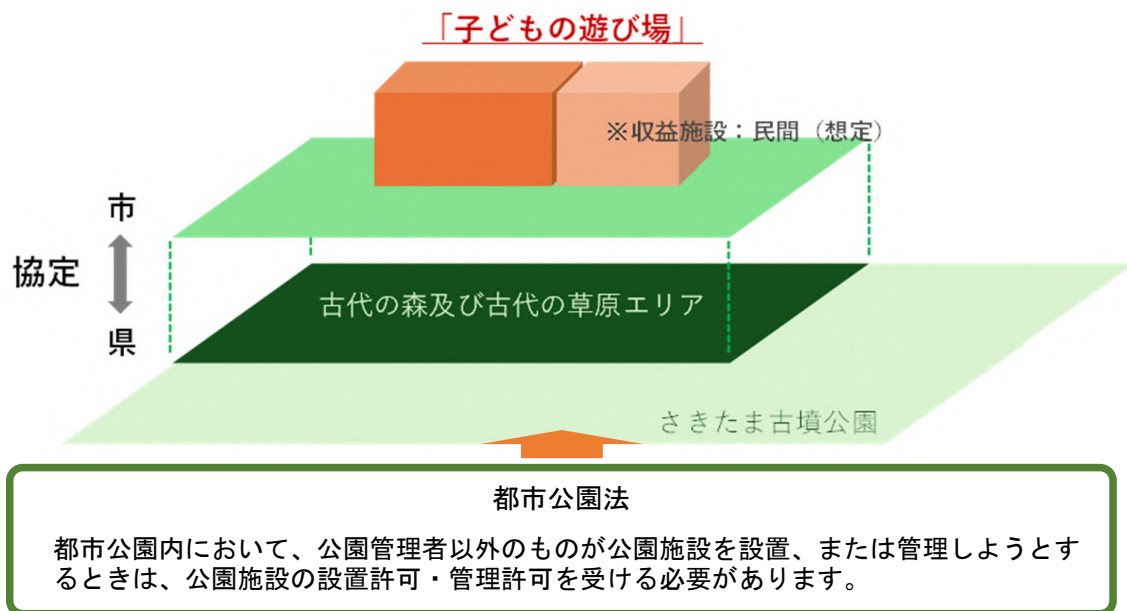 「子どもの遊び場」
※収益施設：民間（想定）
市
協定
県
古代の森及び古代の草原エリア
さきたま古墳公園
都市公園法
都市公園内において、公園管理者以外のものが公園施設を設置、または管理しようとす
るときは、公園施設の設置許可・管理許可を受ける必要があります。